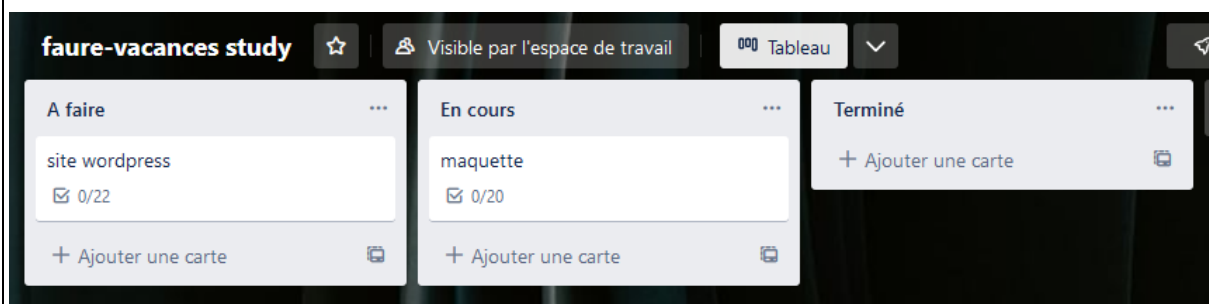 faure-vacances study
Visible par l'espace de travail
Tableau
A faire
site wordpress
0/22
+ Ajouter une carte
En cours
maquette
0/20
+ Ajouter une carte
Terminé
+ Ajouter une carte